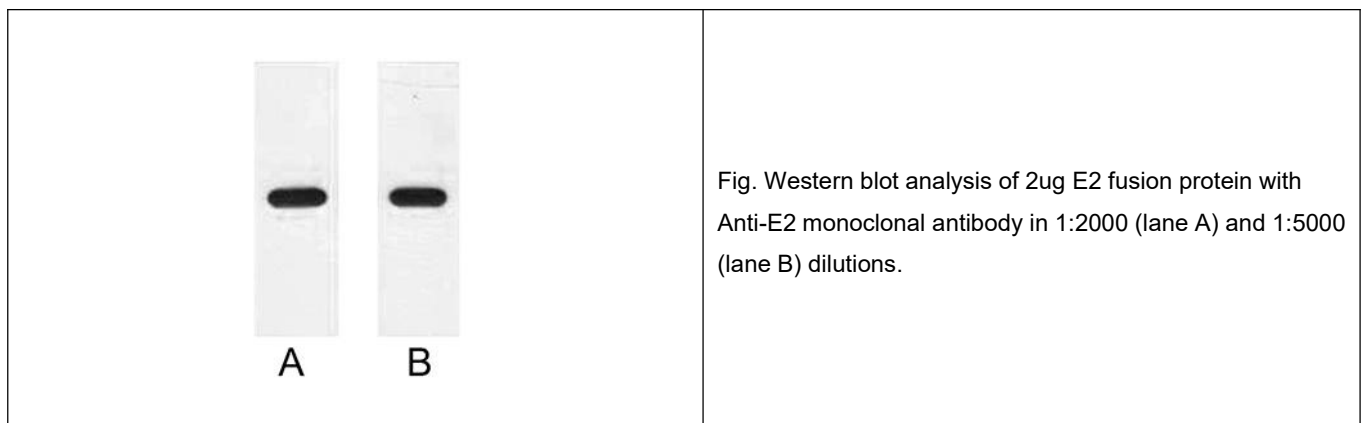 A B
Fig. Western blot analysis of 2ug E2 fusion protein with
Anti-E2 monoclonal antibody in 1:2000 (lane A) and 1:5000
(lane B) dilutions.